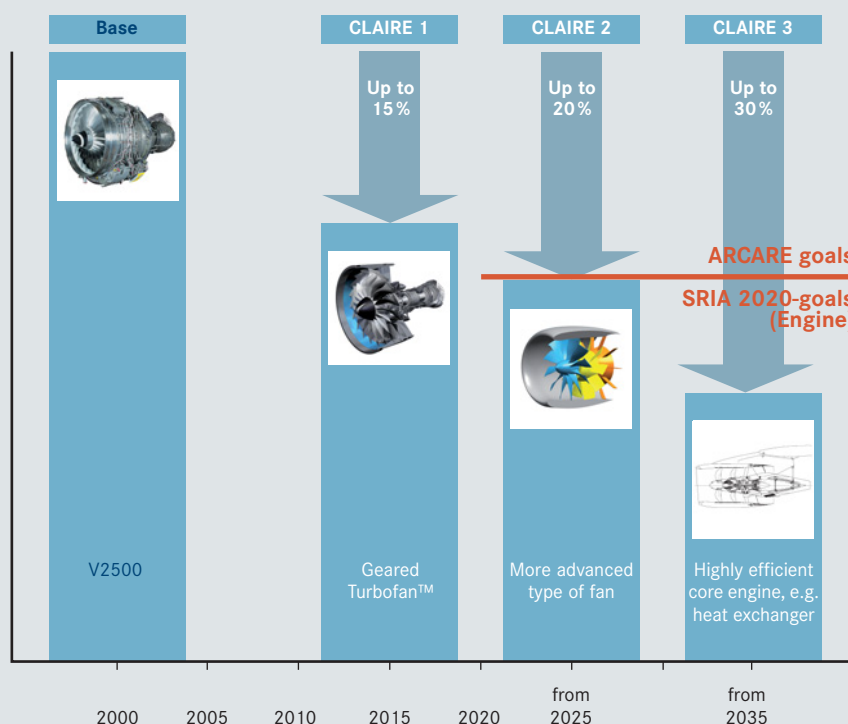 Base
CLAIRE 1
CLAIRE 2
CLAIRE 3
Up to
15%
Up to
20%
Up to
30%
ARCARE goals
SRIA 2020-goals
(Engine
V2500
Geared
Turbofan™
More advanced
type of fan
Highly efficient
core engine, e.g.
heat exchanger
2000
2005
2010
2015
2020
from
2025
from
2035